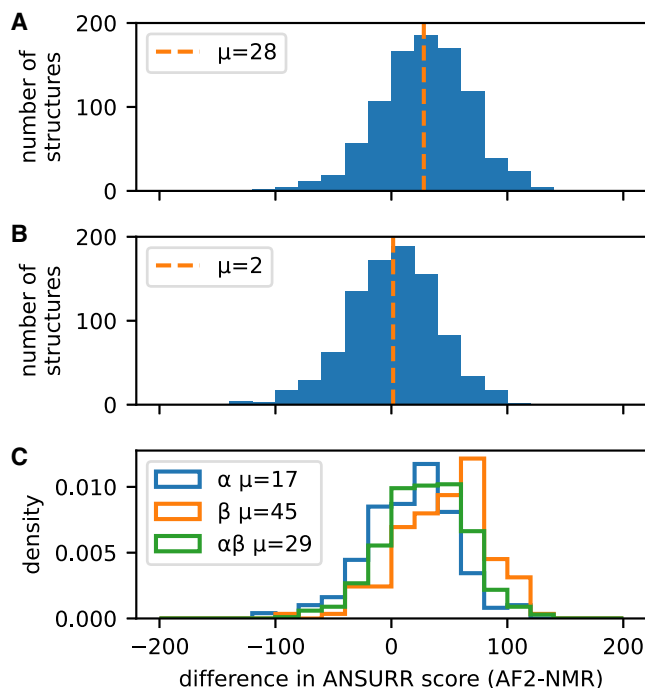 A
200
100
0
number of
structures
μ=28
B
200
100
0
number of
structures
μ=2
C
0.010
0.005
0.000
density
α μ=17
β μ=45
αβ μ=29
−200
−100
0
100
200
difference in ANSURR score (AF2-NMR)